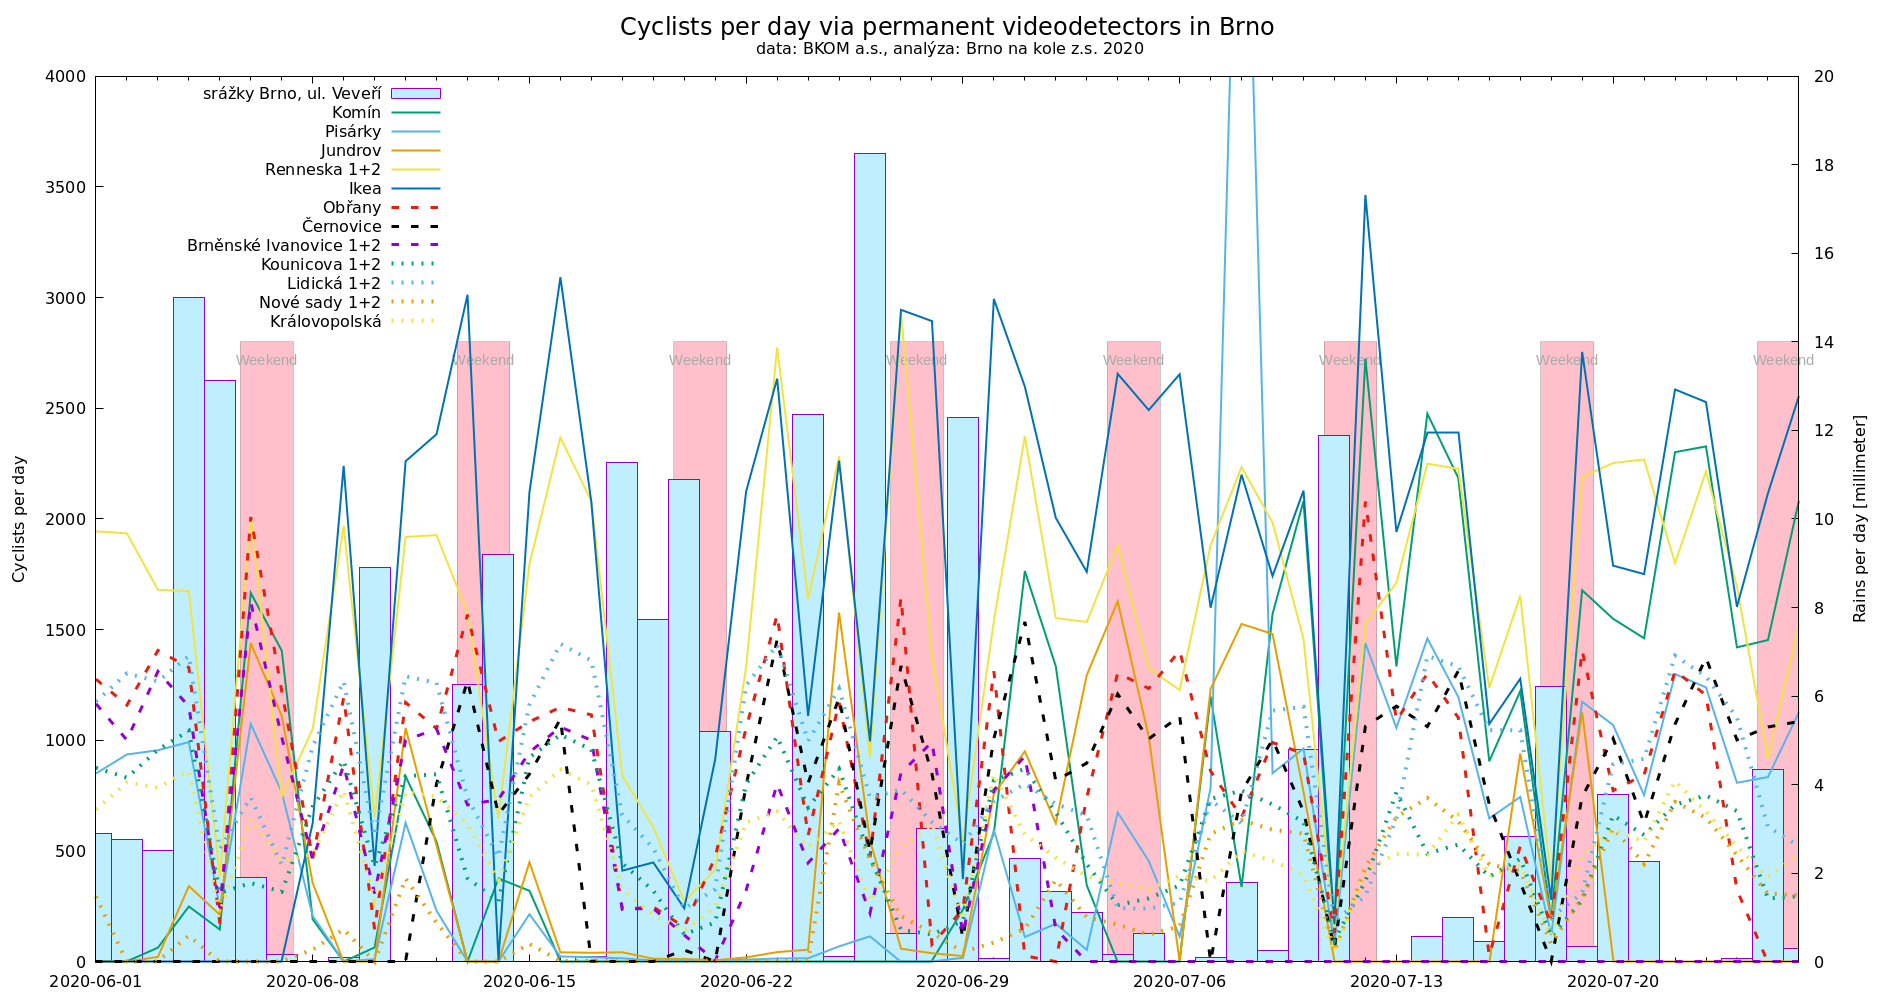 Cyclists per day via permanent videodetectors in Brno
data: BKOM a.s., analýza: Brno na kole z.s. 2020
srážky Brno, ul. Veveří
Komín
Pisárky
Jundrov
Renneska 1+2
Ikea
Obřany
Černovice
Brněnské Ivanovice 1+2
Kounicova 1+2
Lidická 1+2
Nové sady 1+2
Královopolská
Weekend
Weekend
Weekend
Weekend
Weekend
Weekend
Weekend
Weekend
Cyclists per day
4000
3500
3000
2500
2000
1500
1000
500
0
Rains per day [millimeter]
20
18
16
14
12
10
8
6
4
2
0
2020-06-01
2020-06-08
2020-06-15
2020-06-22
2020-06-29
2020-07-06
2020-07-13
2020-07-20